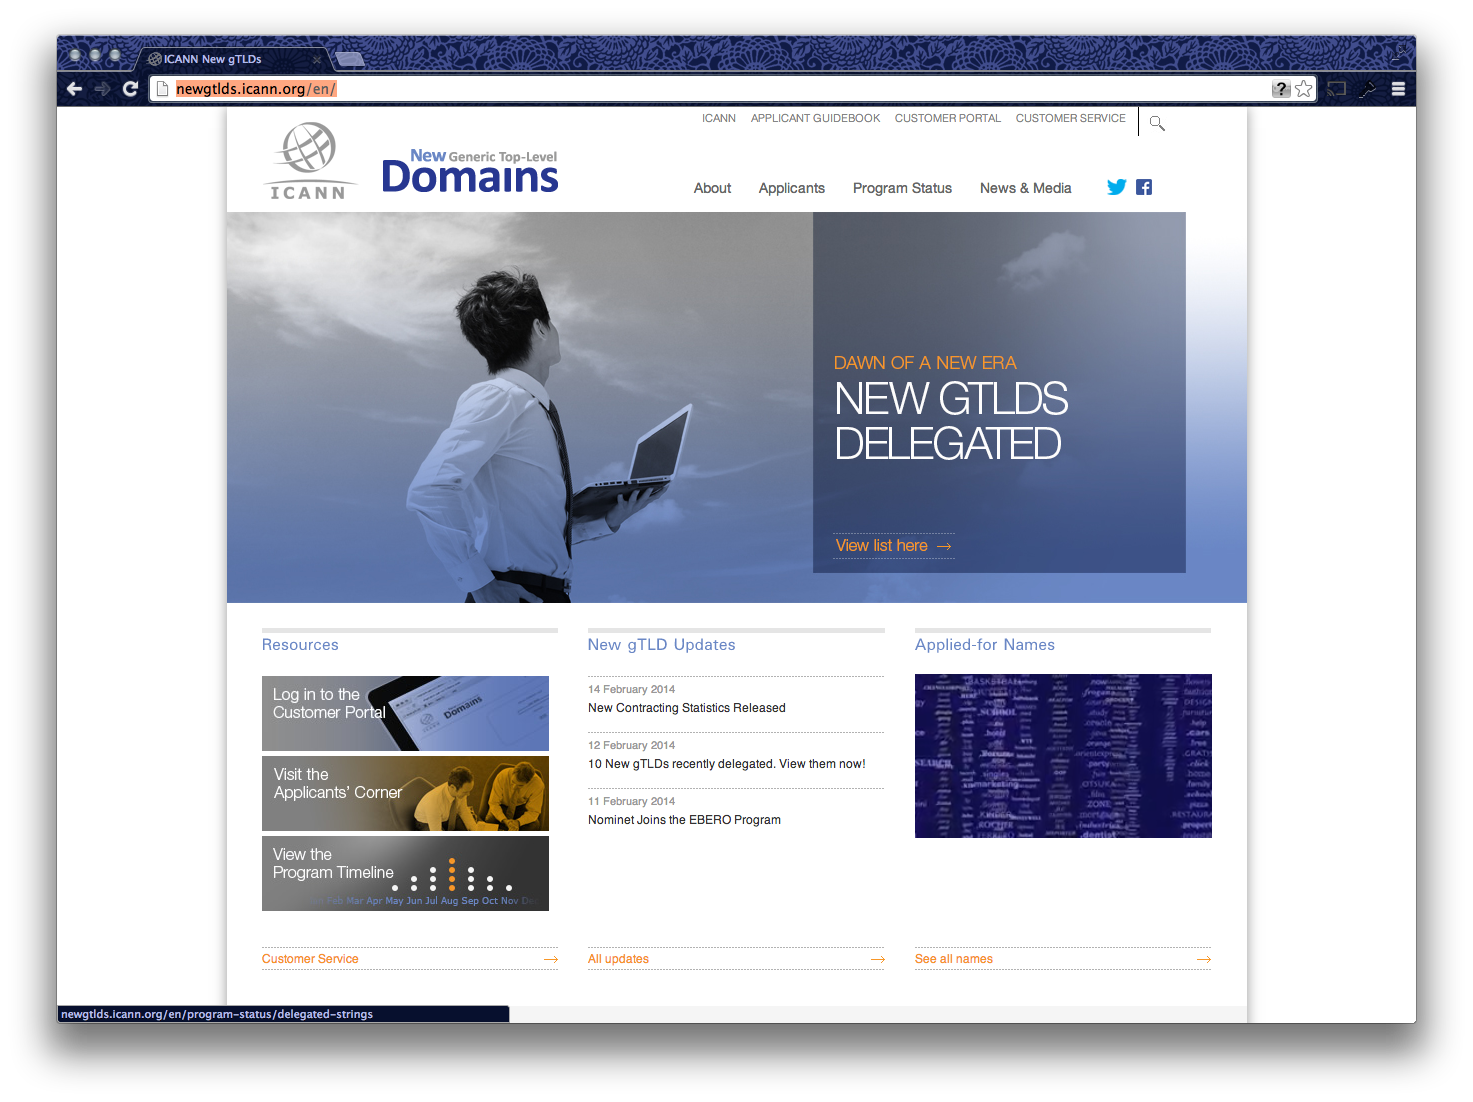 ICANN New gTLDs
newgtlds.icann.org/en/
ICANN APPLICANT GUIDEBOOK CUSTOMER PORTAL CUSTOMER SERVICE
ICANN
New Generic Top-Level
Domains
About Applicants Program Status News & Media
DAWN OF A NEW ERA
NEW GTLDS
DELEGATED
View list here
Resources
Log in to the
Customer Portal
Domains
Visit the
Applicants' Corner
View the
Program Timeline
Feb Mar Apr May Jun Jul Aug Sep Oct Nov
Customer Service
New gTLD Updates
14 February 2014
New Contracting Statistics Released
12 February 2014
10 New gTLDs recently delegated. View them now!
11 February 2014
Nominet Joins the EBERO Program
All updates
Applied-for Names
See all names
newgtlds.icann.org/en/program-status/delegated-strings